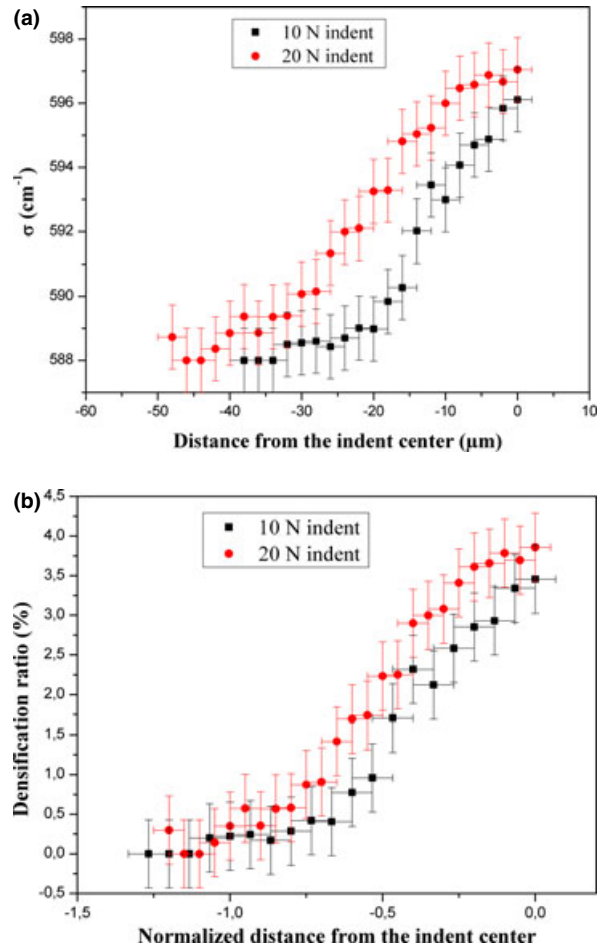 (a)
598
596
594
592
590
588
10 N indent
20 N indent
σ (cm⁻¹)
-60 -50 -40 -30 -20 -10 0 10
Distance from the indent center (µm)
(b)
4,5
4,0
3,5
3,0
2,5
2,0
1,5
1,0
0,5
0,0
-0,5
10 N indent
20 N indent
Densification ratio (%)
-1,5 -1,0 -0,5 0,0
Normalized distance from the indent center